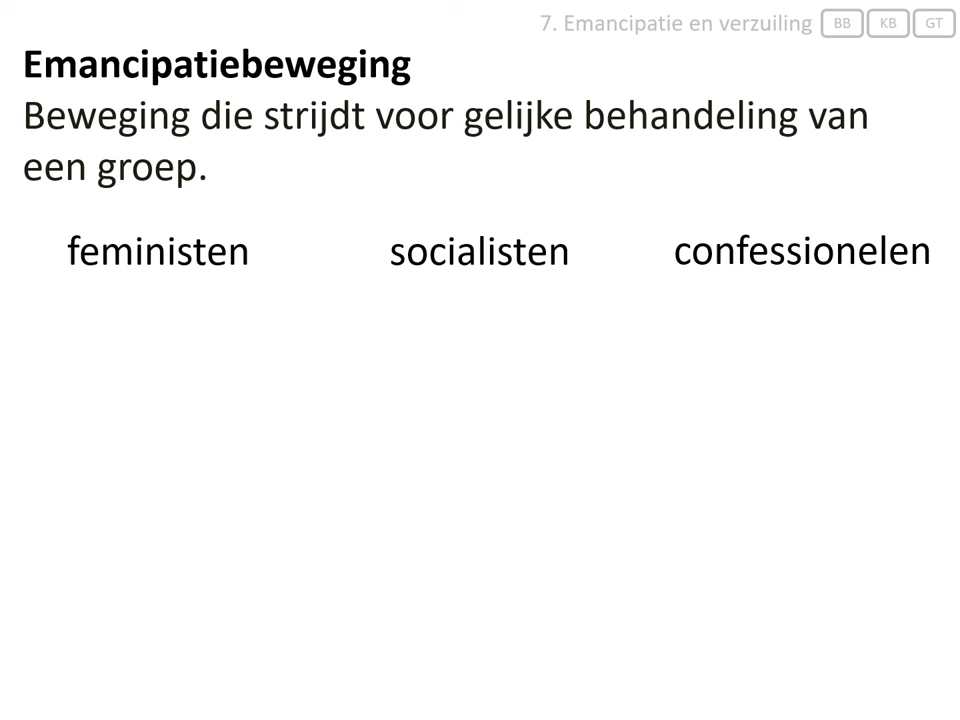 7. Emancipatie en verzuiling BB KB GT
Emancipatiebeweging
Beweging die strijdt voor gelijke behandeling van
een groep.
feministen socialisten confessionelen